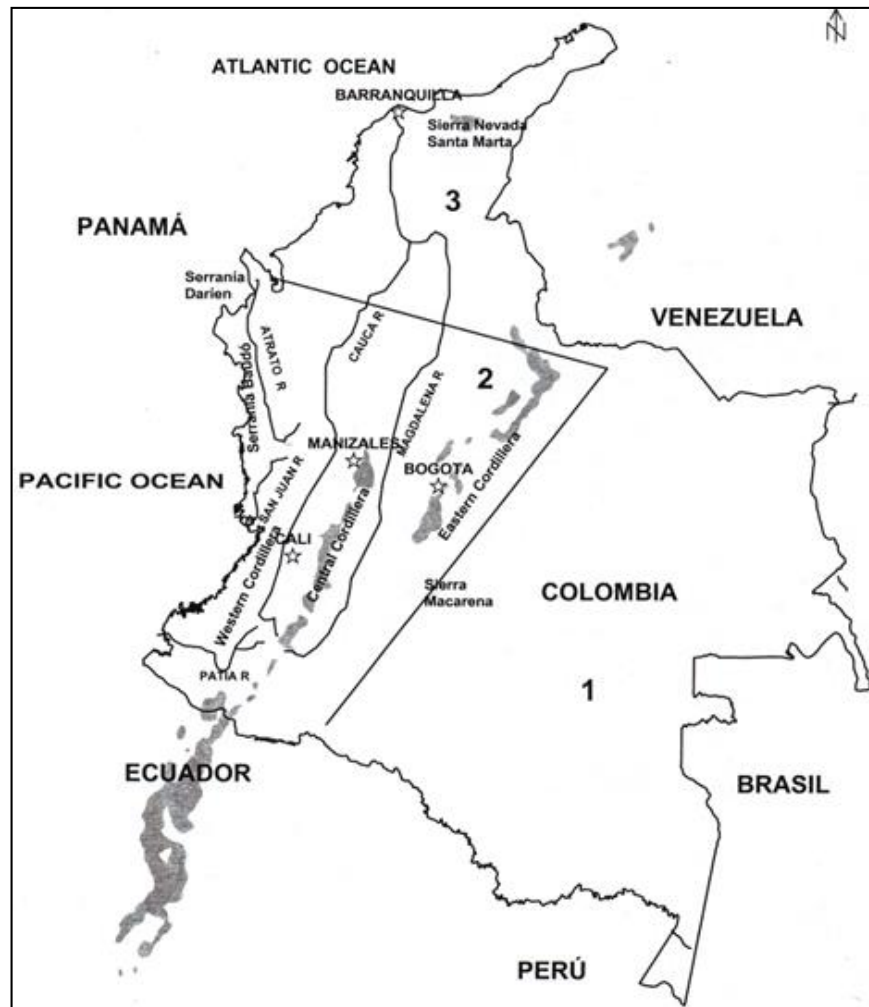 N
ATLANTIC OCEAN
BARRANQUILLA
Sierra Nevada
Santa Marta
3
PANAMÁ
Serranía
Darien
CAUCA R
VENEZUELA
ATRATO R
Serranía Baudó
2
MAGDALENA R
MANIZALES
BOGOTA
PACIFIC OCEAN
SAN JUAN R
Eastern Cordillera
CALI
Central Cordillera
Western Cordillera
Sierra
Macarena
COLOMBIA
PATIA R
1
ECUADOR
BRASIL
PERÚ